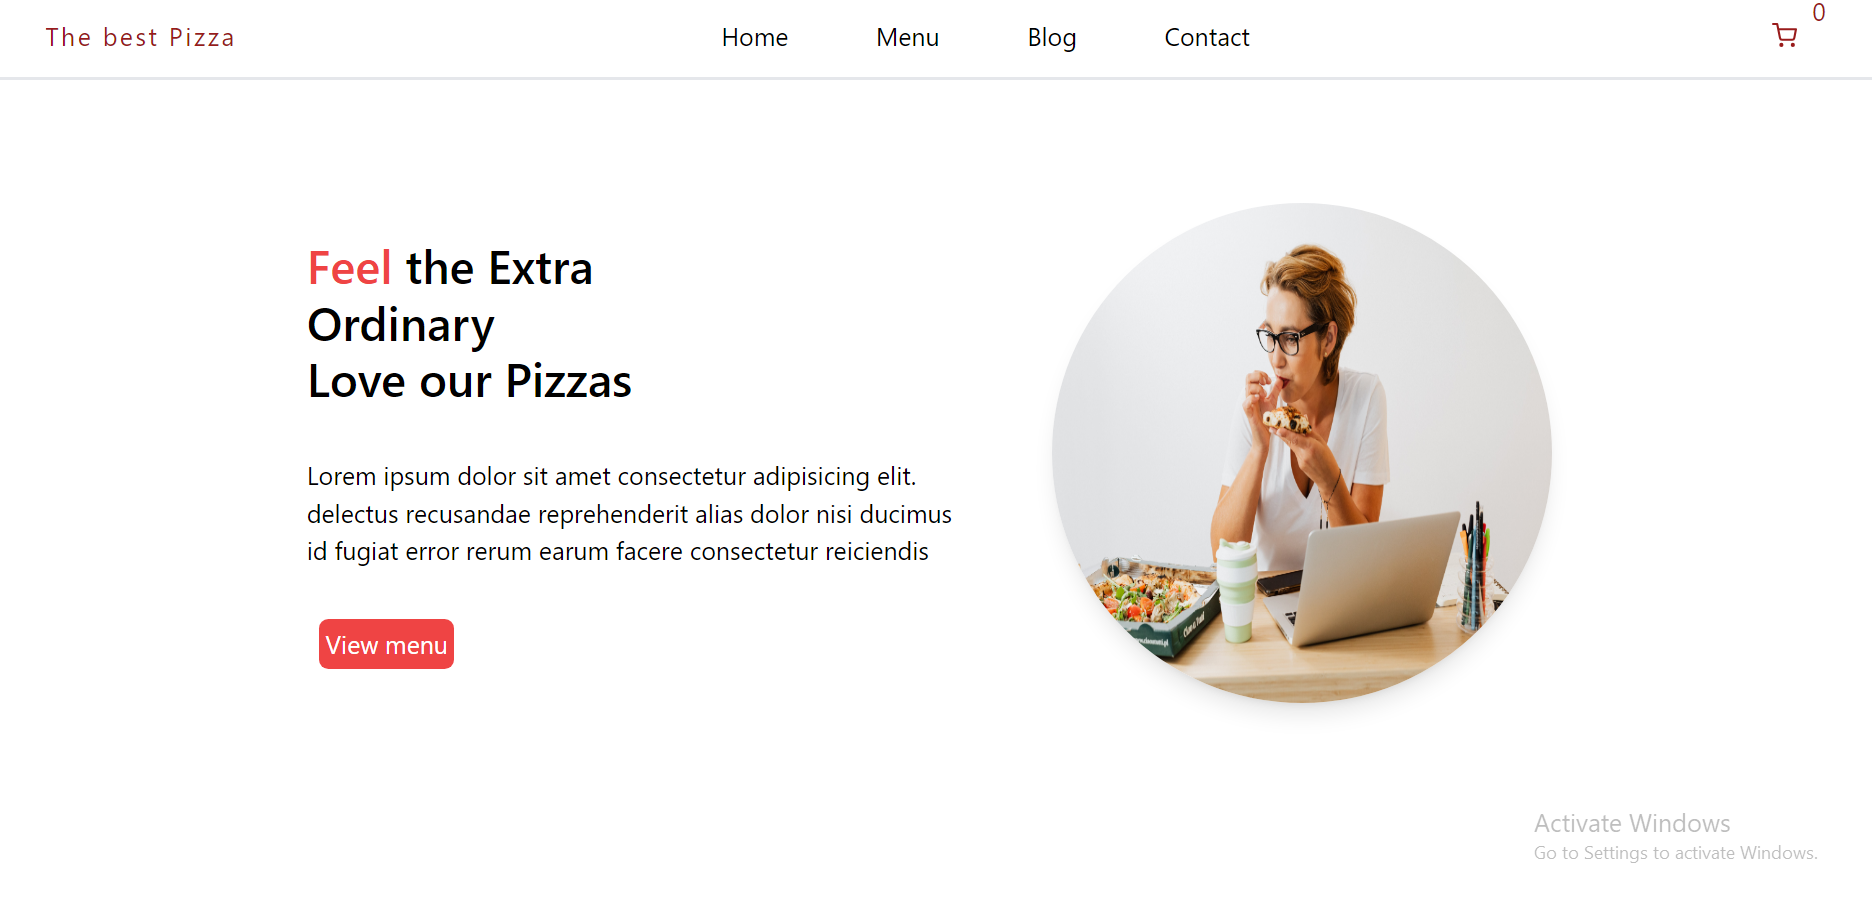 The best Pizza
Home Menu Blog Contact
0
Feel the Extra
Ordinary
Love our Pizzas
Lorem ipsum dolor sit amet consectetur adipisicing elit.
delectus recusandae reprehenderit alias dolor nisi ducimus
id fugiat error rerum earum facere consectetur reiciendis
View menu
Activate Windows
Go to Settings to activate Windows.